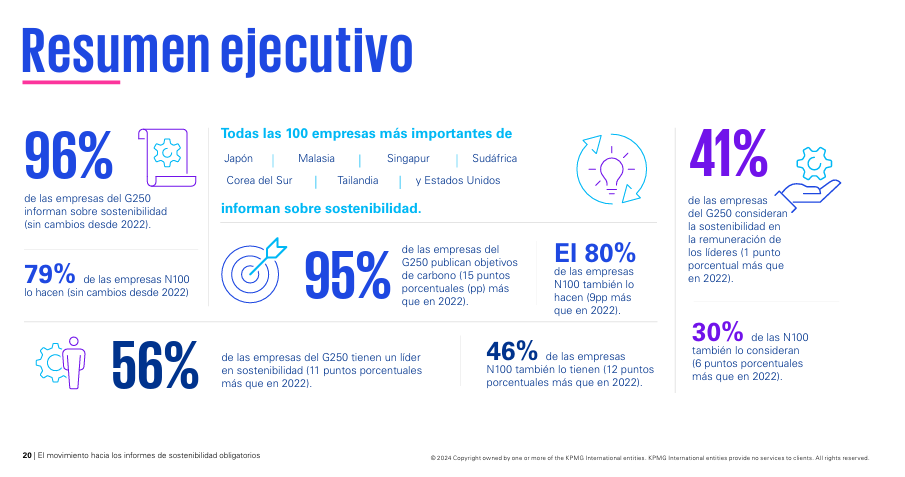 Resumen ejecutivo
96%
de las empresas del G250
informan sobre sostenibilidad
(sin cambios desde 2022).
79% de las empresas N100
lo hacen (sin cambios desde 2022)
Todas las 100 empresas más importantes de
Japón | Malasia | Singapur | Sudáfrica
Corea del Sur | Tailandia | y Estados Unidos
informan sobre sostenibilidad.
95%
de las empresas del
G250 publican objetivos
de carbono (15 puntos
porcentuales (pp) más
que en 2022).
El 80%
de las empresas
N100 también lo
hacen (9pp más
que en 2022).
41%
de las empresas
del G250 consideran
la sostenibilidad en
la remuneración de
los líderes (1 punto
porcentual más que
en 2022).
30% de las N100
también lo consideran
(6 puntos porcentuales
más que en 2022).
56%
de las empresas del G250 tienen un líder
en sostenibilidad (11 puntos porcentuales
más que en 2022).
46% de las empresas
N100 también lo tienen (12 puntos
porcentuales más que en 2022).
20 | El movimiento hacia los informes de sostenibilidad obligatorios
© 2024 Copyright owned by one or more of the KPMG International entities. KPMG International entities provide no services to clients. All rights reserved.